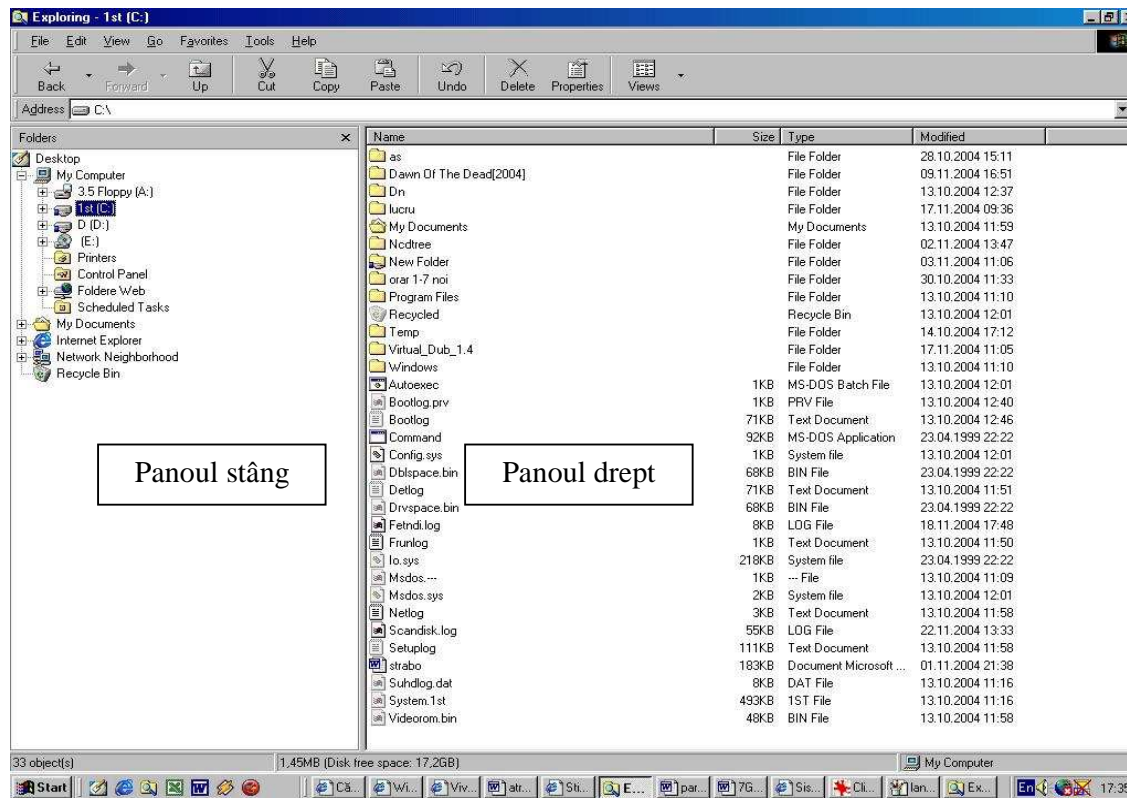 Exploring - 1st (C:)
File Edit View Go Favorites Tools Help
Back Forward Up Cut Copy Paste Undo Delete Properties Views
Address C:\
Folders
Desktop
My Computer
3.5 Floppy (A:)
1st (C:)
D (D:)
(E:)
Printers
Control Panel
Foldere Web
Scheduled Tasks
My Documents
Internet Explorer
Network Neighborhood
Recycle Bin
Panoul stâng
Name Size Type Modified
as File Folder 28.10.2004 15:11
Dawn Of The Dead[2004] File Folder 09.11.2004 16:51
Dn File Folder 13.10.2004 12:37
lucru File Folder 17.11.2004 09:36
My Documents My Documents 13.10.2004 11:59
Ncdtree File Folder 02.11.2004 13:47
New Folder File Folder 03.11.2004 11:06
orar 1-7 noi File Folder 30.10.2004 11:33
Program Files File Folder 13.10.2004 11:10
Recycled Recycle Bin 13.10.2004 12:01
Temp File Folder 14.10.2004 17:12
Virtual_Dub_1.4 File Folder 17.11.2004 11:05
Windows File Folder 13.10.2004 11:10
Autoexec 1KB MS-DOS Batch File 13.10.2004 12:01
Bootlog.prv 1KB PRV File 13.10.2004 12:40
Bootlog 71KB Text Document 13.10.2004 12:46
Command 92KB MS-DOS Application 23.04.1999 22:22
Config.sys 1KB System file 13.10.2004 12:01
Dblspace.bin 68KB BIN File 23.04.1999 22:22
Detlog 71KB Text Document 13.10.2004 11:51
Drvspace.bin 68KB BIN File 23.04.1999 22:22
Fetndi.log 8KB LOG File 18.11.2004 17:48
Frunlog 1KB Text Document 13.10.2004 11:50
Io.sys 218KB System file 23.04.1999 22:22
Msdos.--- 1KB --- File 13.10.2004 11:09
Msdos.sys 2KB System file 13.10.2004 12:01
Netlog 3KB Text Document 13.10.2004 11:58
Scandisk.log 55KB LOG File 22.11.2004 13:33
Setuplog 111KB Text Document 13.10.2004 11:58
strabo 183KB Document Microsoft ... 01.11.2004 21:38
Suhdlog.dat 8KB DAT File 13.10.2004 11:16
System.1st 493KB 1ST File 13.10.2004 11:16
Videorom.bin 48KB BIN File 13.10.2004 11:58
Panoul drept
33 object(s) 1,45MB (Disk free space: 17,2GB) My Computer
Start Că... Wi... Viv... atr... Sti... E... par... 7G... Sis... Cli... lan... Ex... En 17:35